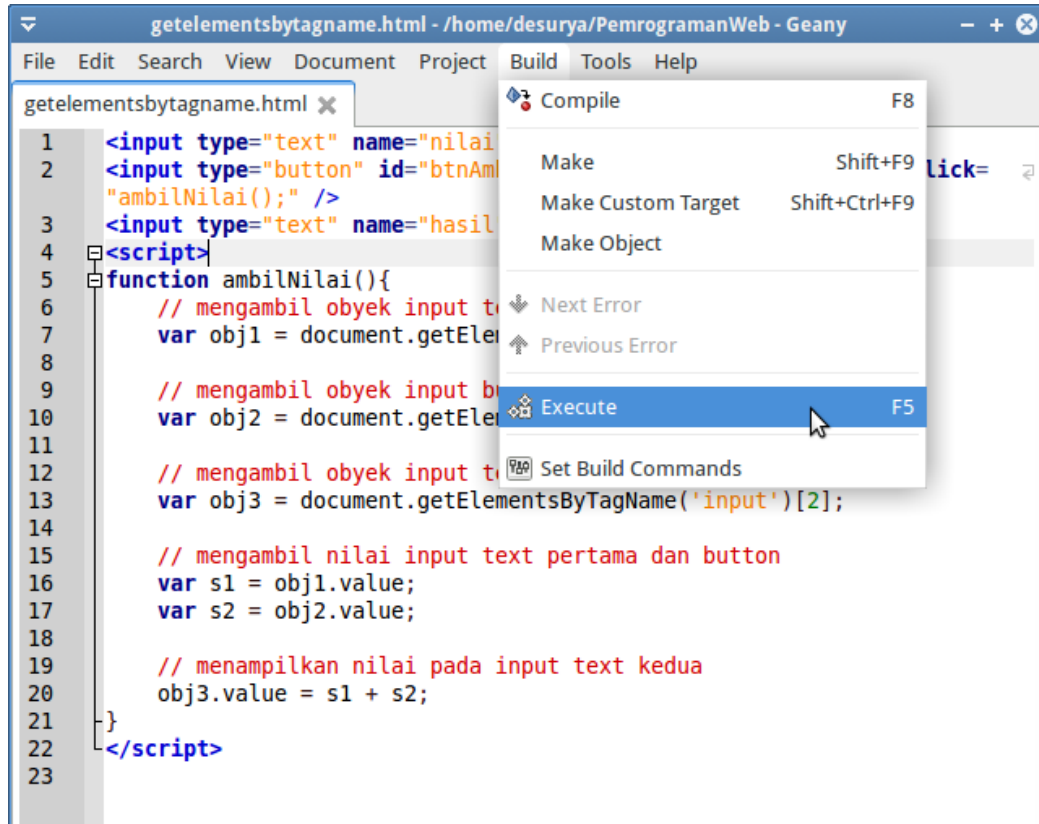 getelementsbytagname.html - /home/desurya/PemrogramanWeb - Geany
File Edit Search View Document Project Build Tools Help
getelementsbytagname.html
Compile F8
Make Shift+F9
Make Custom Target Shift+Ctrl+F9
Make Object
Next Error
Previous Error
Execute F5
Set Build Commands
1 <input type="text" name="nilai
2 <input type="button" id="btnAm lick=
"ambilNilai();" />
3 <input type="text" name="hasil
4 <script>
5 function ambilNilai(){
6 // mengambil obyek input t
7 var obj1 = document.getEle
8
9 // mengambil obyek input b
10 var obj2 = document.getEle
11
12 // mengambil obyek input t
13 var obj3 = document.getElementsByTagName('input')[2];
14
15 // mengambil nilai input text pertama dan button
16 var s1 = obj1.value;
17 var s2 = obj2.value;
18
19 // menampilkan nilai pada input text kedua
20 obj3.value = s1 + s2;
21 }
22 </script>
23